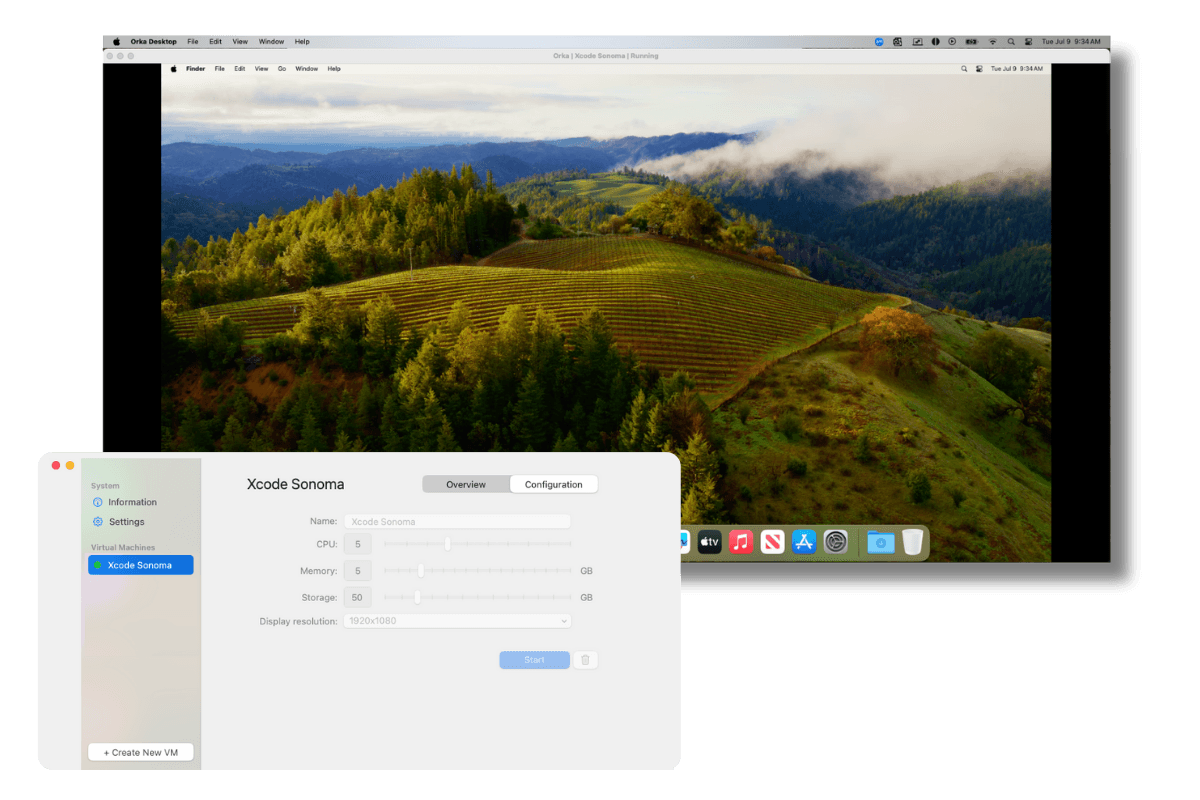 Orka Desktop File Edit View Window Help Tue Jul 9 9:34 AM
Orka | Xcode Sonoma | Running
Finder File Edit View Go Window Help Tue Jul 9 9:34 AM
tv
System
Information
Settings
Virtual Machines
Xcode Sonoma
+ Create New VM
Xcode Sonoma
Overview Configuration
Name: Xcode Sonoma
CPU: 5
Memory: 5 GB
Storage: 50 GB
Display resolution: 1920x1080
Start